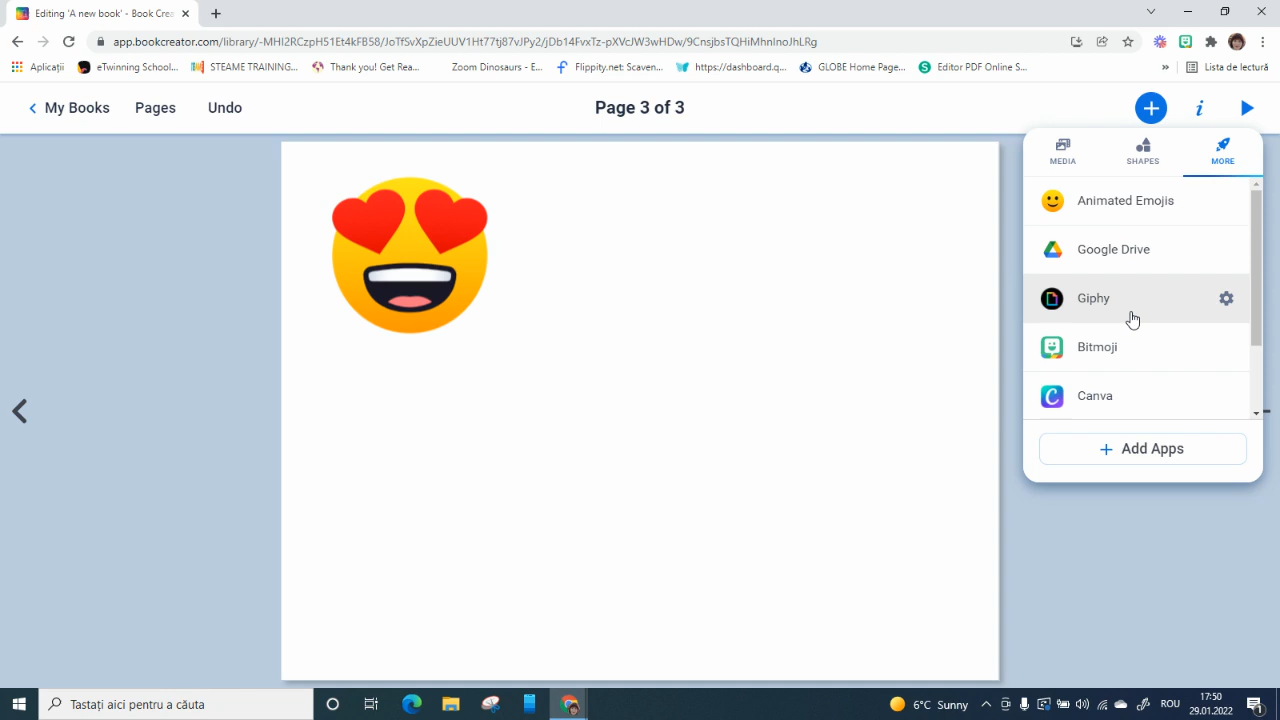 Editing 'A new book' - Book Crea
app.bookcreator.com/library/-MHI2RCzpH51Et4kFB58/JoTfSvXpZieUUV1Ht77tj87vJPy2/jDb14FvxTz-pXVcJW3wHDw/9CnsjbsTQHiMhnlnoJhLRg
Aplicații
eTwinning School...
STEAME TRAINING...
Thank you! Get Rea...
Zoom Dinosaurs - E...
Flippity.net: Scaven...
https://dashboard.q...
GLOBE Home Page...
Editor PDF Online S...
»
Lista de lectură
My Books
Pages
Undo
Page 3 of 3
MEDIA
SHAPES
MORE
Animated Emojis
Google Drive
Giphy
Bitmoji
Canva
+ Add Apps
Tastați aici pentru a căuta
6°C Sunny
ROU
17:50
29.01.2022
1